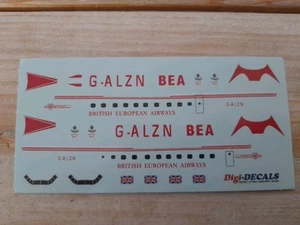 G-ALZN BEA
BRITISH EUROPEAN AIRWAYS
G-ALZN
G-ALZN BEA
G-ALZN
BRITISH EUROPEAN AIRWAYS
Digi-DECALS